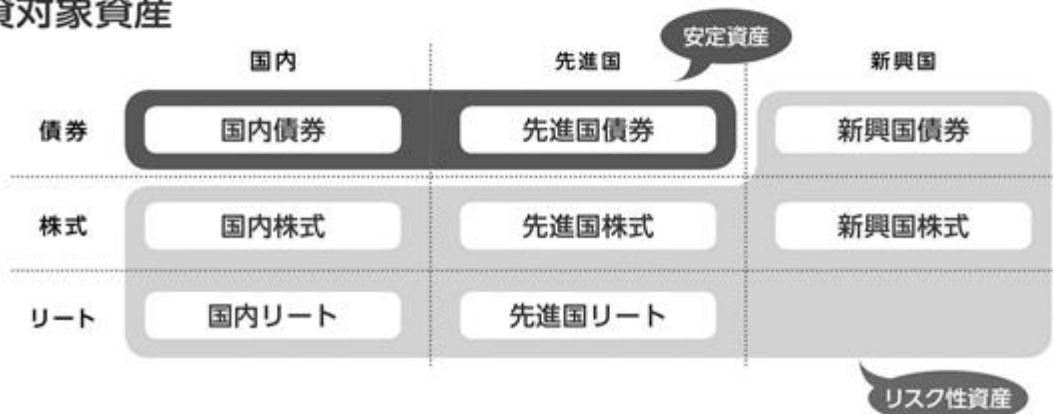 対象資産
安定資産
国内 先進国 新興国
債券 国内債券 先進国債券 新興国債券
株式 国内株式 先進国株式 新興国株式
リート 国内リート 先進国リート
リスク性資産